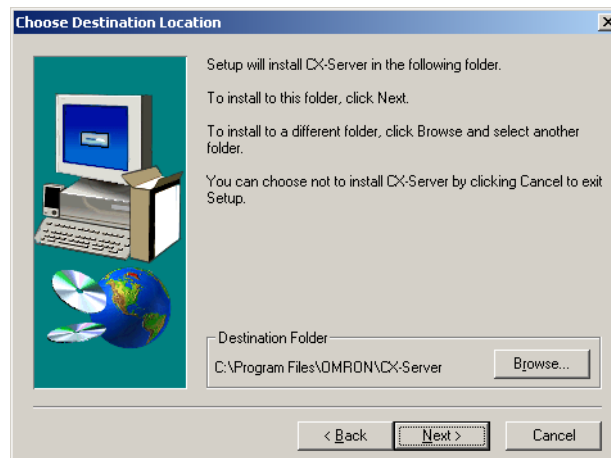 Choose Destination Location
Setup will install CX-Server in the following folder.
To install to this folder, click Next.
To install to a different folder, click Browse and select another
folder.
You can choose not to install CX-Server by clicking Cancel to exit
Setup.
Destination Folder
C:\Program Files\OMRON\CX-Server
Browse...
< Back
Next >
Cancel